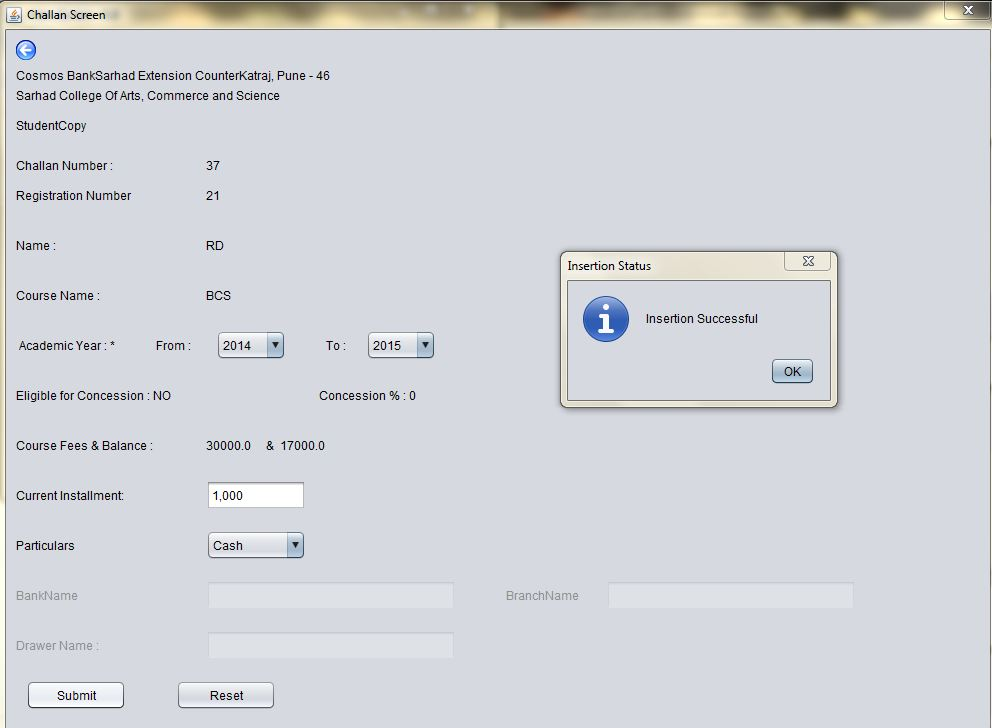 Challan Screen
Cosmos BankSarhad Extension CounterKatraj, Pune - 46
Sarhad College Of Arts, Commerce and Science
StudentCopy
Challan Number : 37
Registration Number 21
Name : RD
Course Name : BCS
Academic Year : * From : 2014 To : 2015
Eligible for Concession : NO Concession % : 0
Course Fees & Balance : 30000.0 & 17000.0
Current Installment: 1,000
Particulars Cash
BankName BranchName
Drawer Name :
Submit Reset
Insertion Status
Insertion Successful
OK